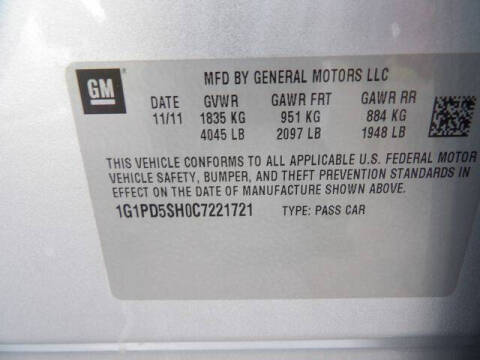 GM
MFD BY GENERAL MOTORS LLC
DATE GVWR GAWR FRT GAWR RR
11/11 1835 KG 951 KG 884 KG
4045 LB 2097 LB 1948 LB
THIS VEHICLE CONFORMS TO ALL APPLICABLE U.S. FEDERAL MOTOR
VEHICLE SAFETY, BUMPER, AND THEFT PREVENTION STANDARDS IN
EFFECT ON THE DATE OF MANUFACTURE SHOWN ABOVE.
1G1PD5SH0C7221721 TYPE: PASS CAR